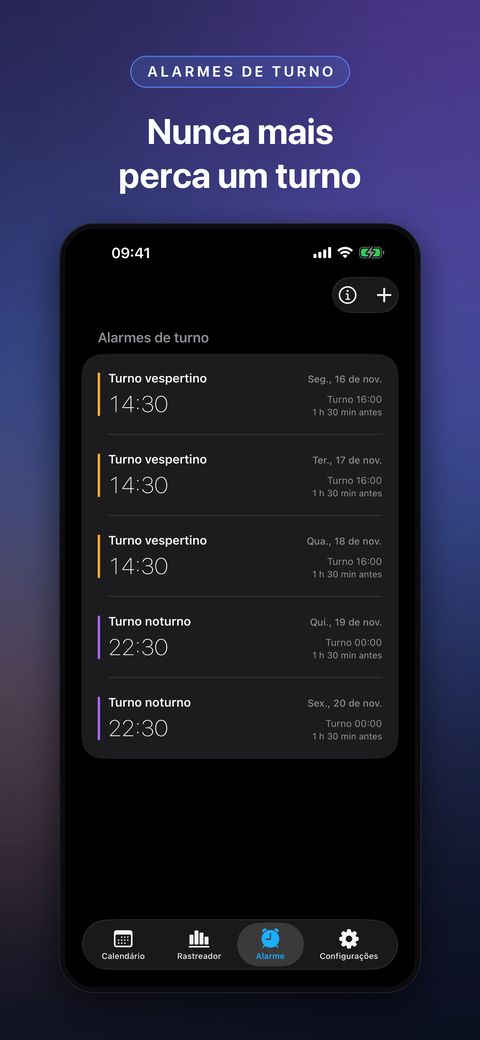 ALARMES DE TURNO
Nunca mais
perca um turno
09:41
Alarmes de turno
Turno vespertino
Seg., 16 de nov.
14:30
Turno 16:00
1 h 30 min antes
Turno vespertino
Ter., 17 de nov.
14:30
Turno 16:00
1 h 30 min antes
Turno vespertino
Qua., 18 de nov.
14:30
Turno 16:00
1 h 30 min antes
Turno noturno
Qui., 19 de nov.
22:30
Turno 00:00
1 h 30 min antes
Turno noturno
Sex., 20 de nov.
22:30
Turno 00:00
1 h 30 min antes
Calendário
Rastreador
Alarme
Configurações